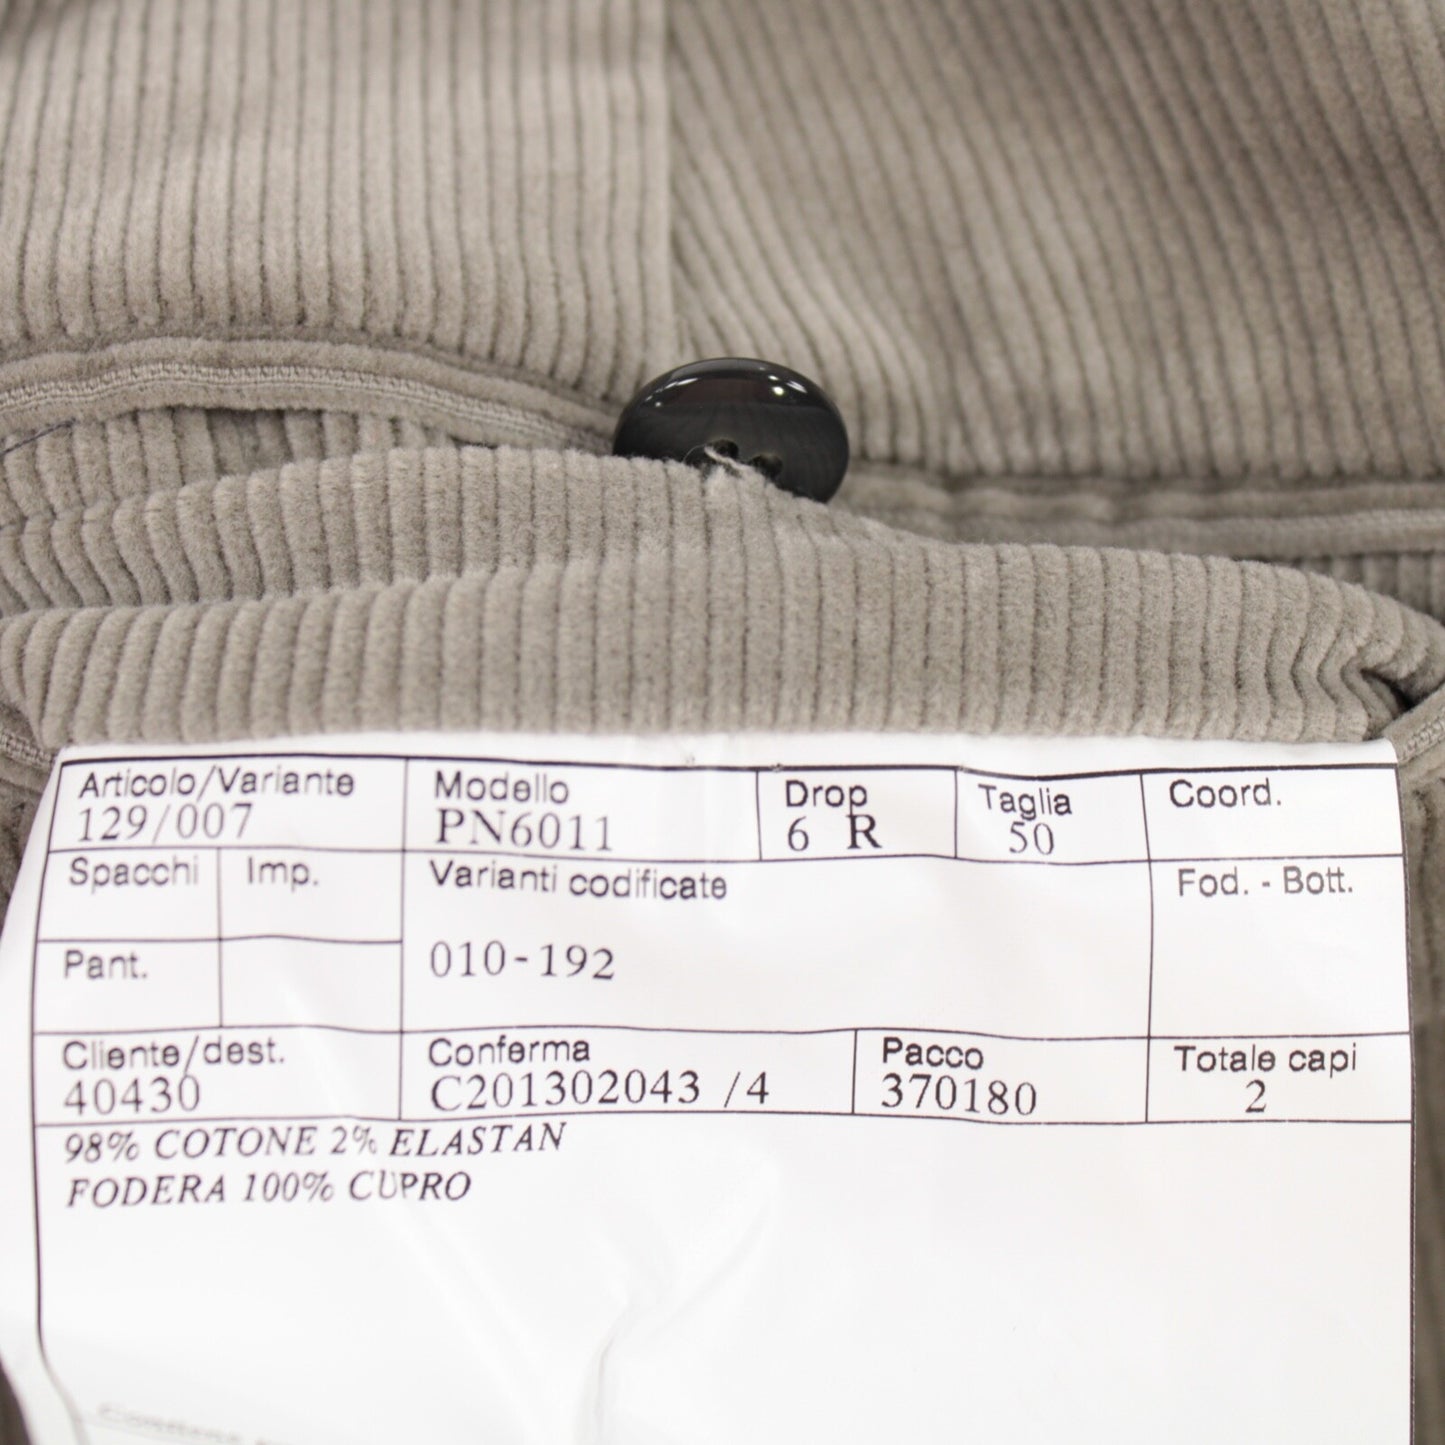 Articolo/Variante Modello Drop Taglia Coord.
129/007 PN6011 6 R 50
Spacchi Imp. Varianti codificate Fod. - Bott.
Pant. 010-192
Cliente/dest. Conferma Pacco Totale capi
40430 C201302043 /4 370180 2
98% COTONE 2% ELASTAN
FODERA 100% CUPRO